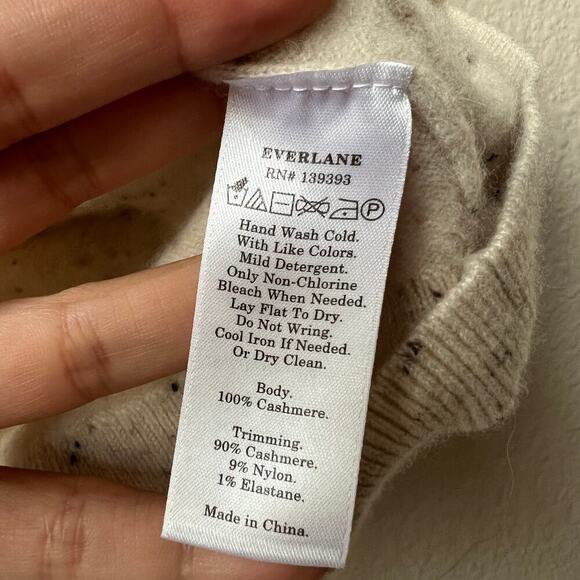 EVERLANE
RN# 139393
P
Hand Wash Cold.
With Like Colors.
Mild Detergent.
Only Non-Chlorine
Bleach When Needed.
Lay Flat To Dry.
Do Not Wring.
Cool Iron If Needed.
Or Dry Clean.
Body.
100% Cashmere.
Trimming.
90% Cashmere.
9% Nylon.
1% Elastane.
Made in China.